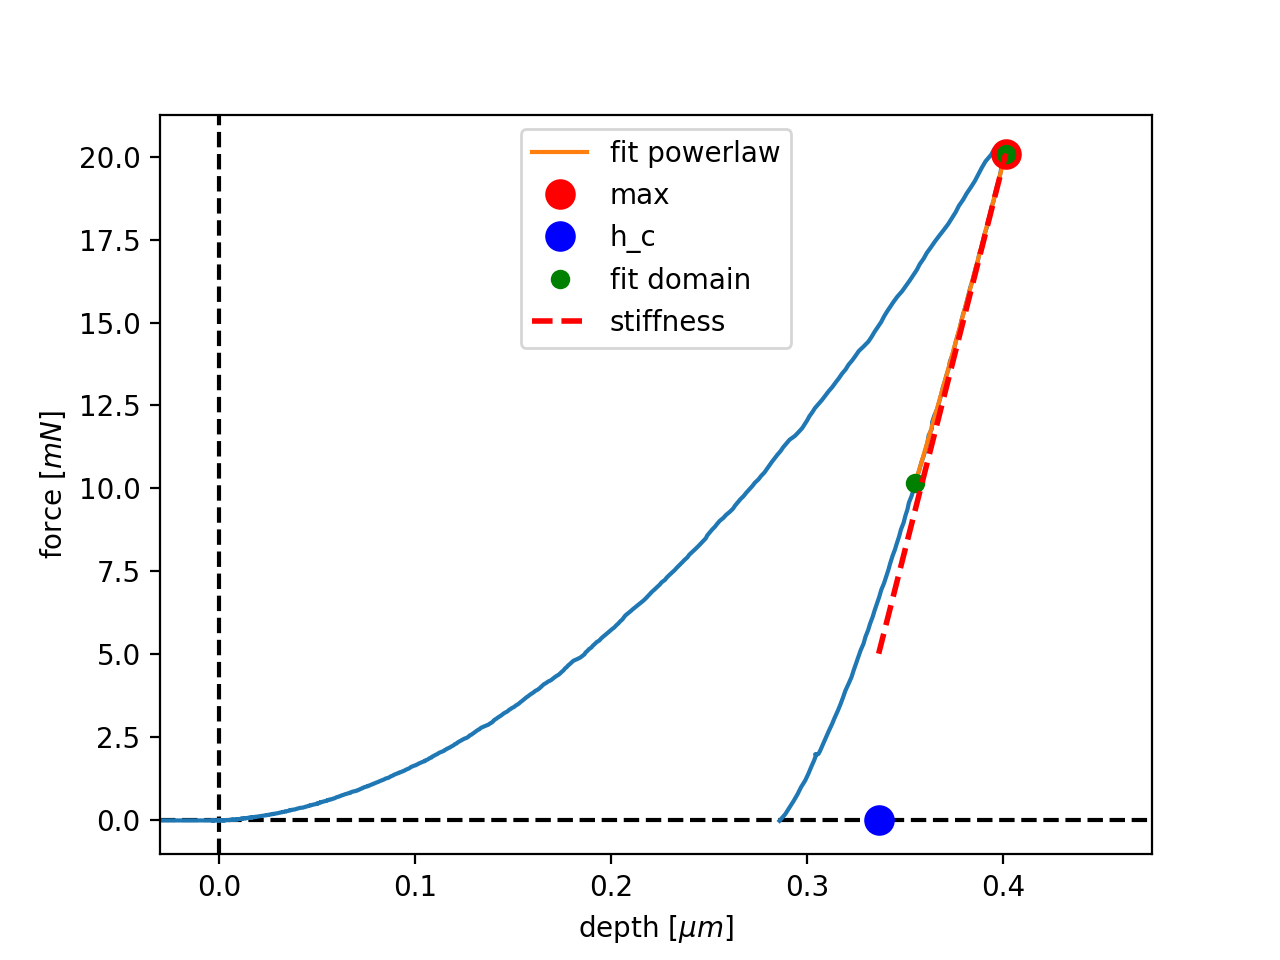 fit powerlaw
max
h_c
fit domain
stiffness
20.0
17.5
15.0
12.5
10.0
7.5
5.0
2.5
0.0
force [mN]
0.0 0.1 0.2 0.3 0.4
depth [μm]